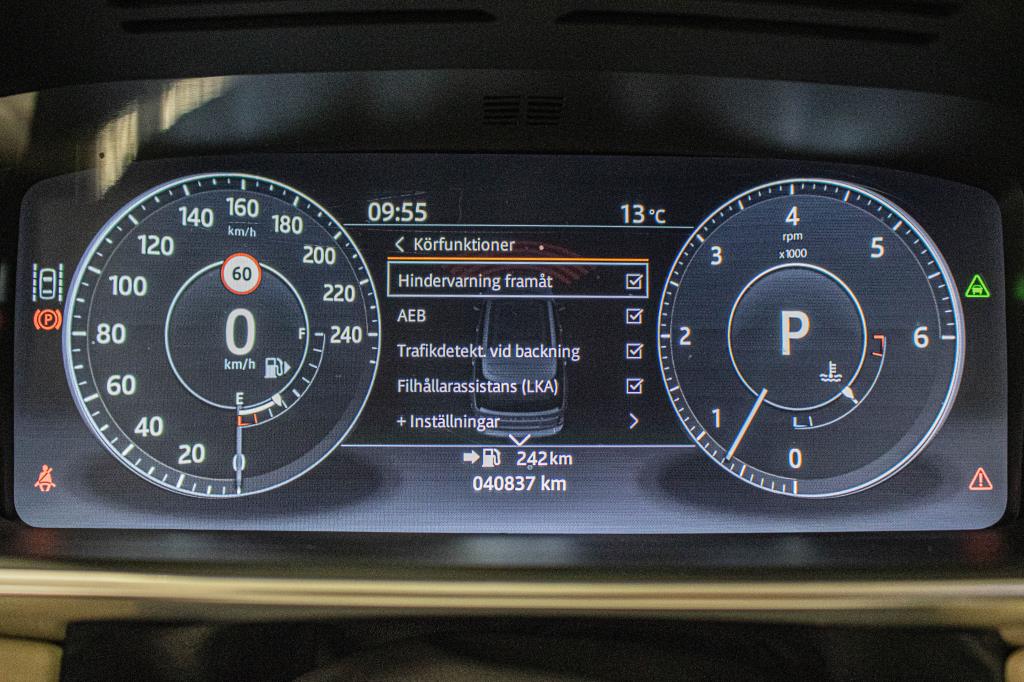 09:55
13°C
Körfunktioner
Hindervarning framåt
AEB
Trafikdetekt. vid backning
Filhållarassistans (LKA)
+ Inställningar
242km
040837 km
0
20
40
60
80
100
120
140
160
180
200
220
240
km/h
60
0
km/h
F
E
P
0
1
2
3
4
5
6
rpm
x1000
P